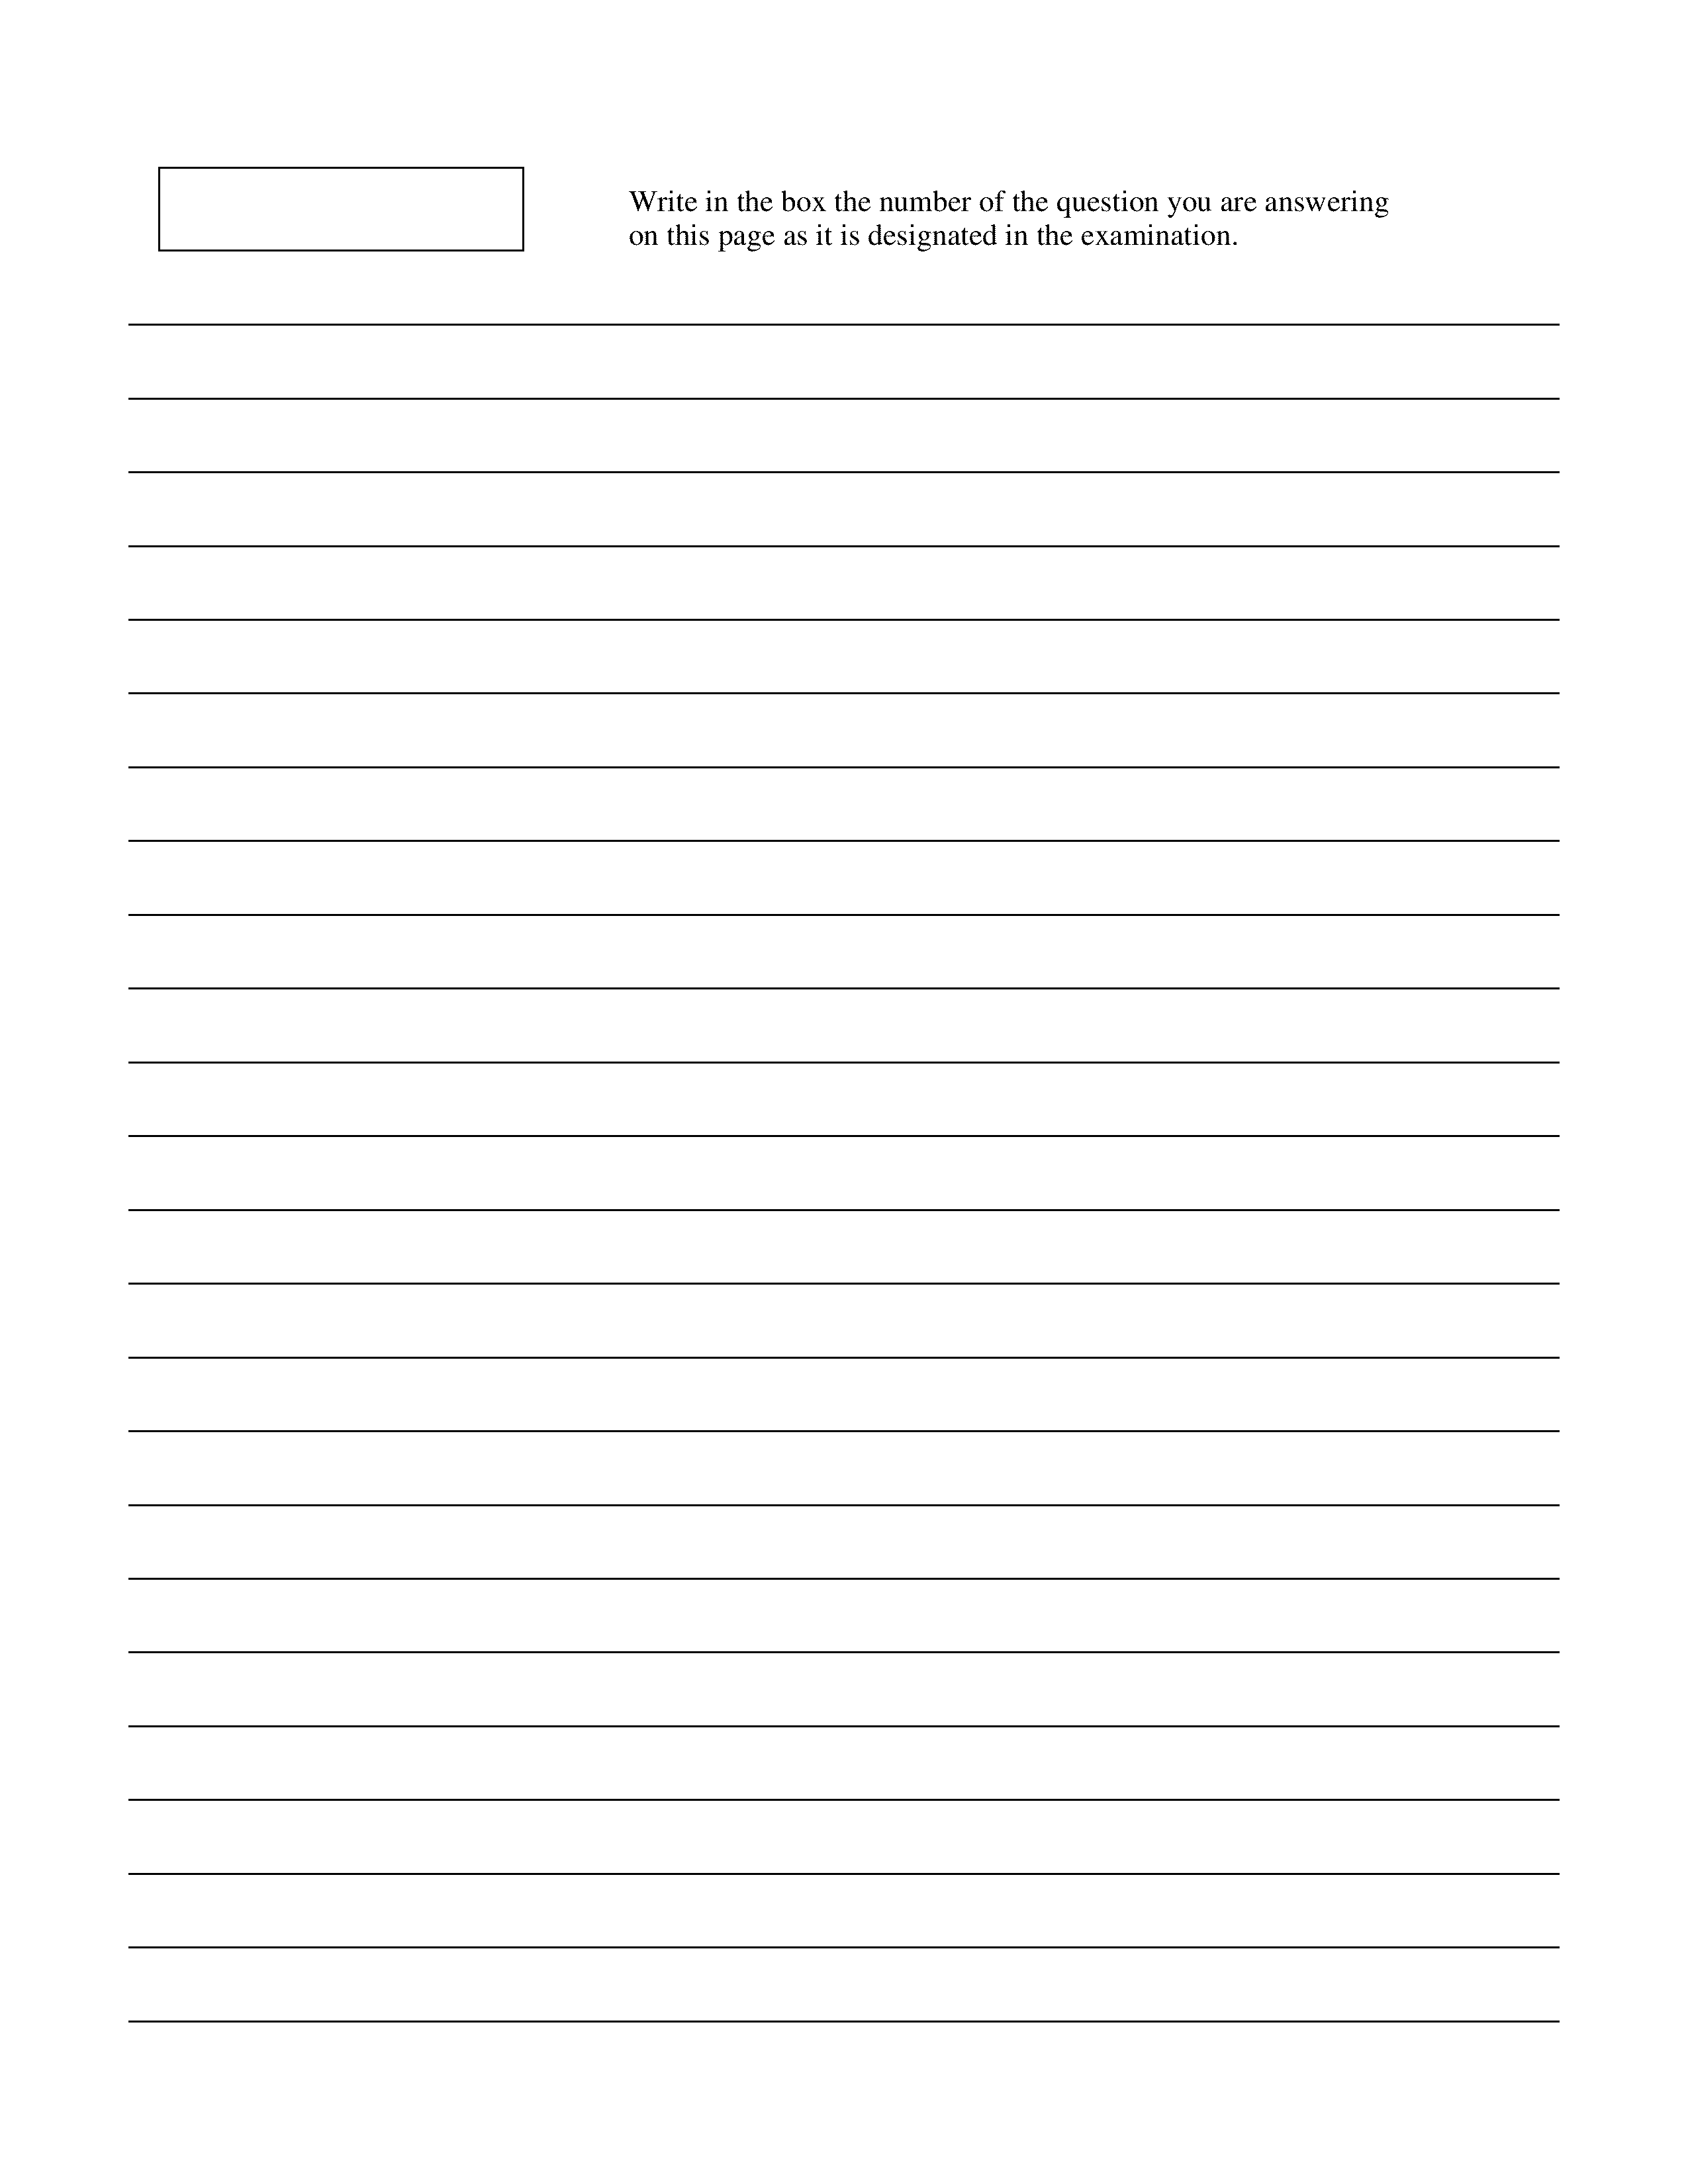 Write in the box the number of the question you are answering
on this page as it is designated in the examination.